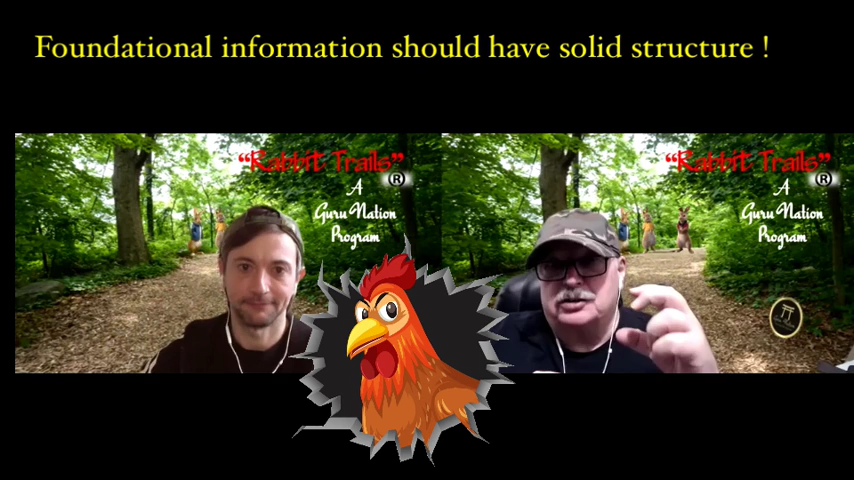 Foundational information should have solid structure !
“Rabbit Trails”
®
A
Guru Nation
Program
“Rabbit Trails”
®
A
Guru Nation
Program